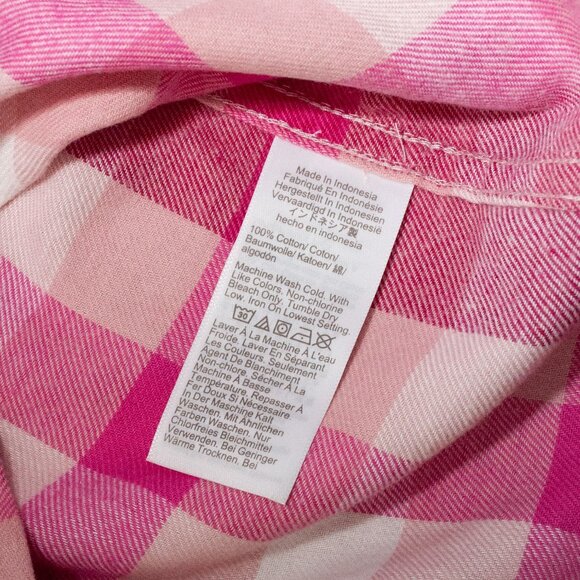 Made In Indonesia
Fabriqué En Indonésie
Hergestellt In Indonesien
Vervaardigd In Indonesië
インドネシア製
hecho en indonesia
100% Cotton/ Coton/
Baumwolle/ Katoen/ 綿/
algodón
Machine Wash Cold. With
Like Colors, Non-chlorine
Bleach Only, Tumble Dry
Low. Iron On Lowest Setting.
30
Laver À La Machine À L'eau
Froide, Laver En Séparant
Les Couleurs. Seulement
Agent De Blanchiment
Non-chlore. Sécher À La
Machine À Basse
Température. Repasser À
Fer Doux Si Nécessaire.
In Der Maschine Kalt
Waschen, Mit Ähnlichen
Farben Waschen, Nur
Chlorfreies Bleichmittel
Verwenden, Bei Geringer
Wärme Trocknen, Bei